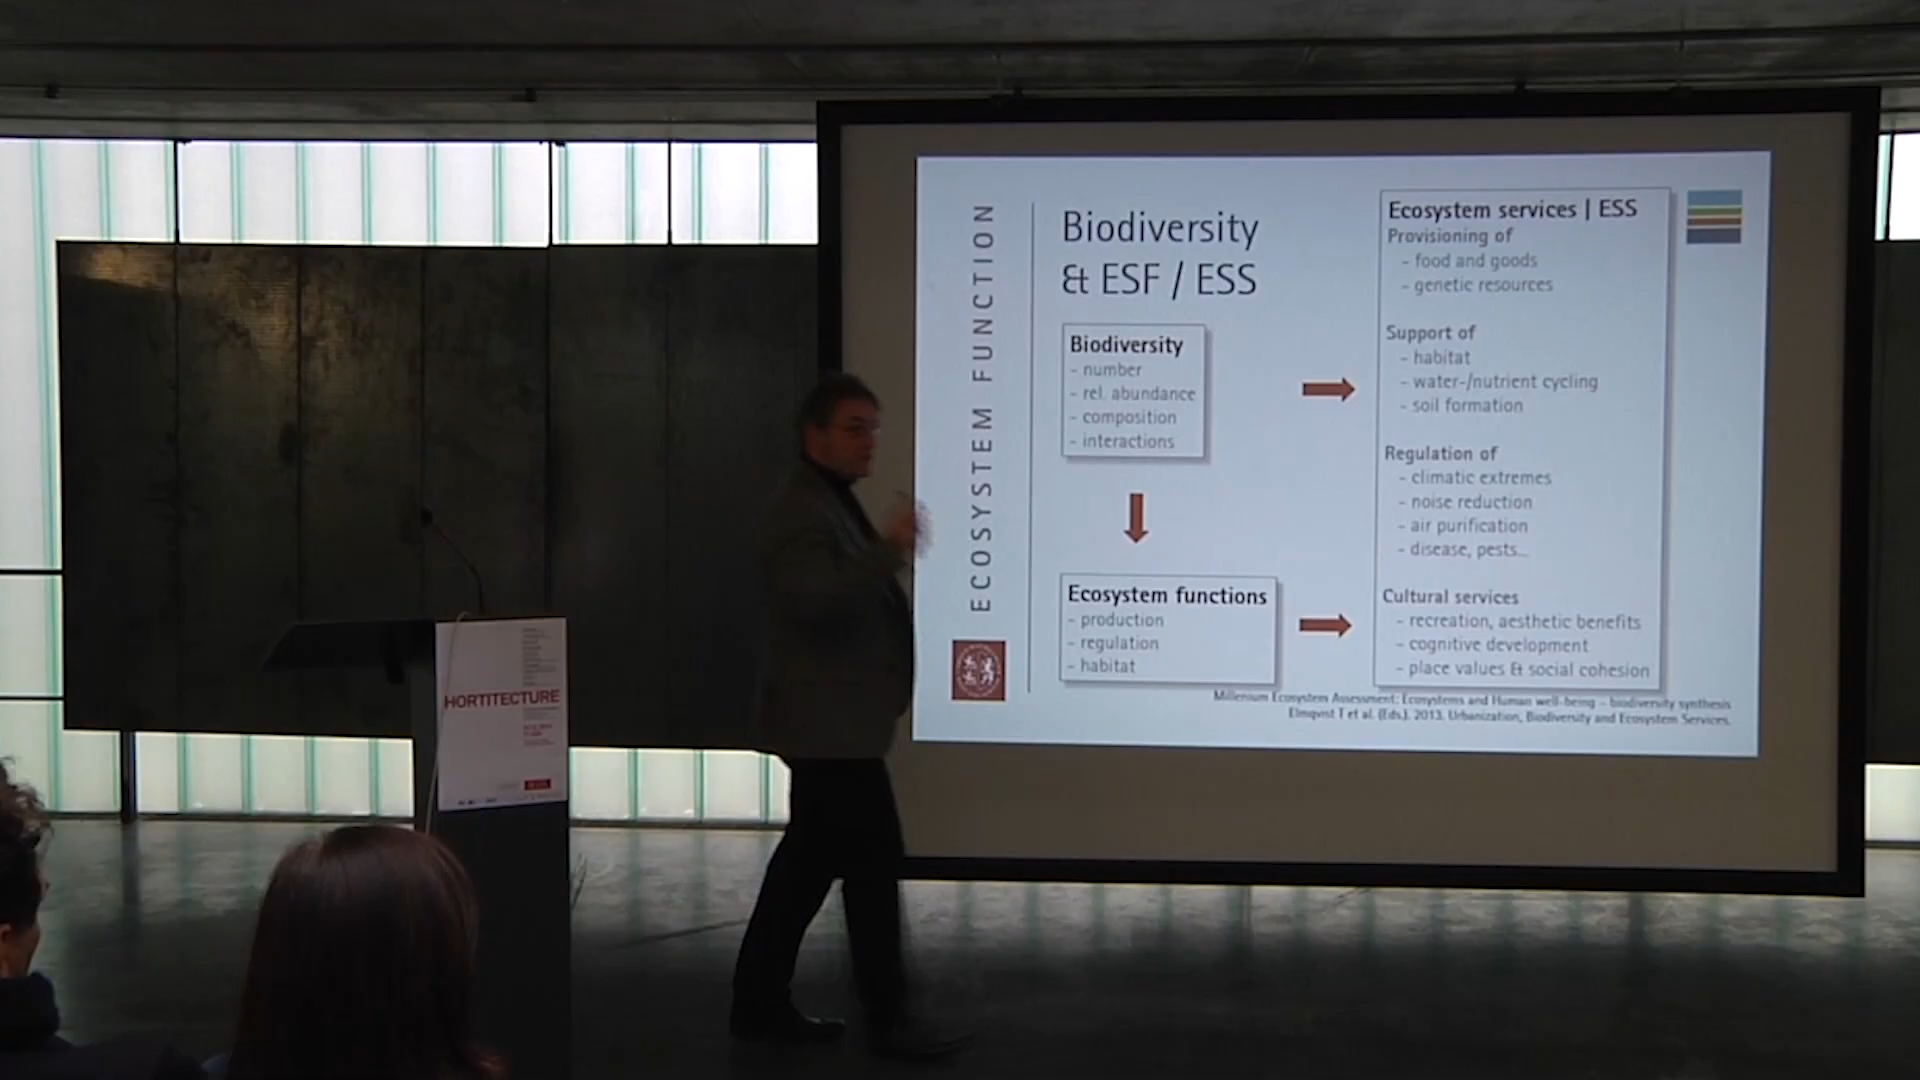 ECOSYSTEM FUNCTION
Biodiversity
& ESF / ESS
Biodiversity
- number
- rel. abundance
- composition
- interactions
Ecosystem functions
- production
- regulation
- habitat
Ecosystem services | ESS
Provisioning of
- food and goods
- genetic resources
Support of
- habitat
- water-/nutrient cycling
- soil formation
Regulation of
- climatic extremes
- noise reduction
- air purification
- disease, pests...
Cultural services
- recreation, aesthetic benefits
- cognitive development
- place values & social cohesion
Millenium Ecosystem Assessment: Ecosystems and Human well-being – biodiversity synthesis
Elmqvist T et al. (Eds.). 2013. Urbanization, Biodiversity and Ecosystem Services.
HORTITECTURE